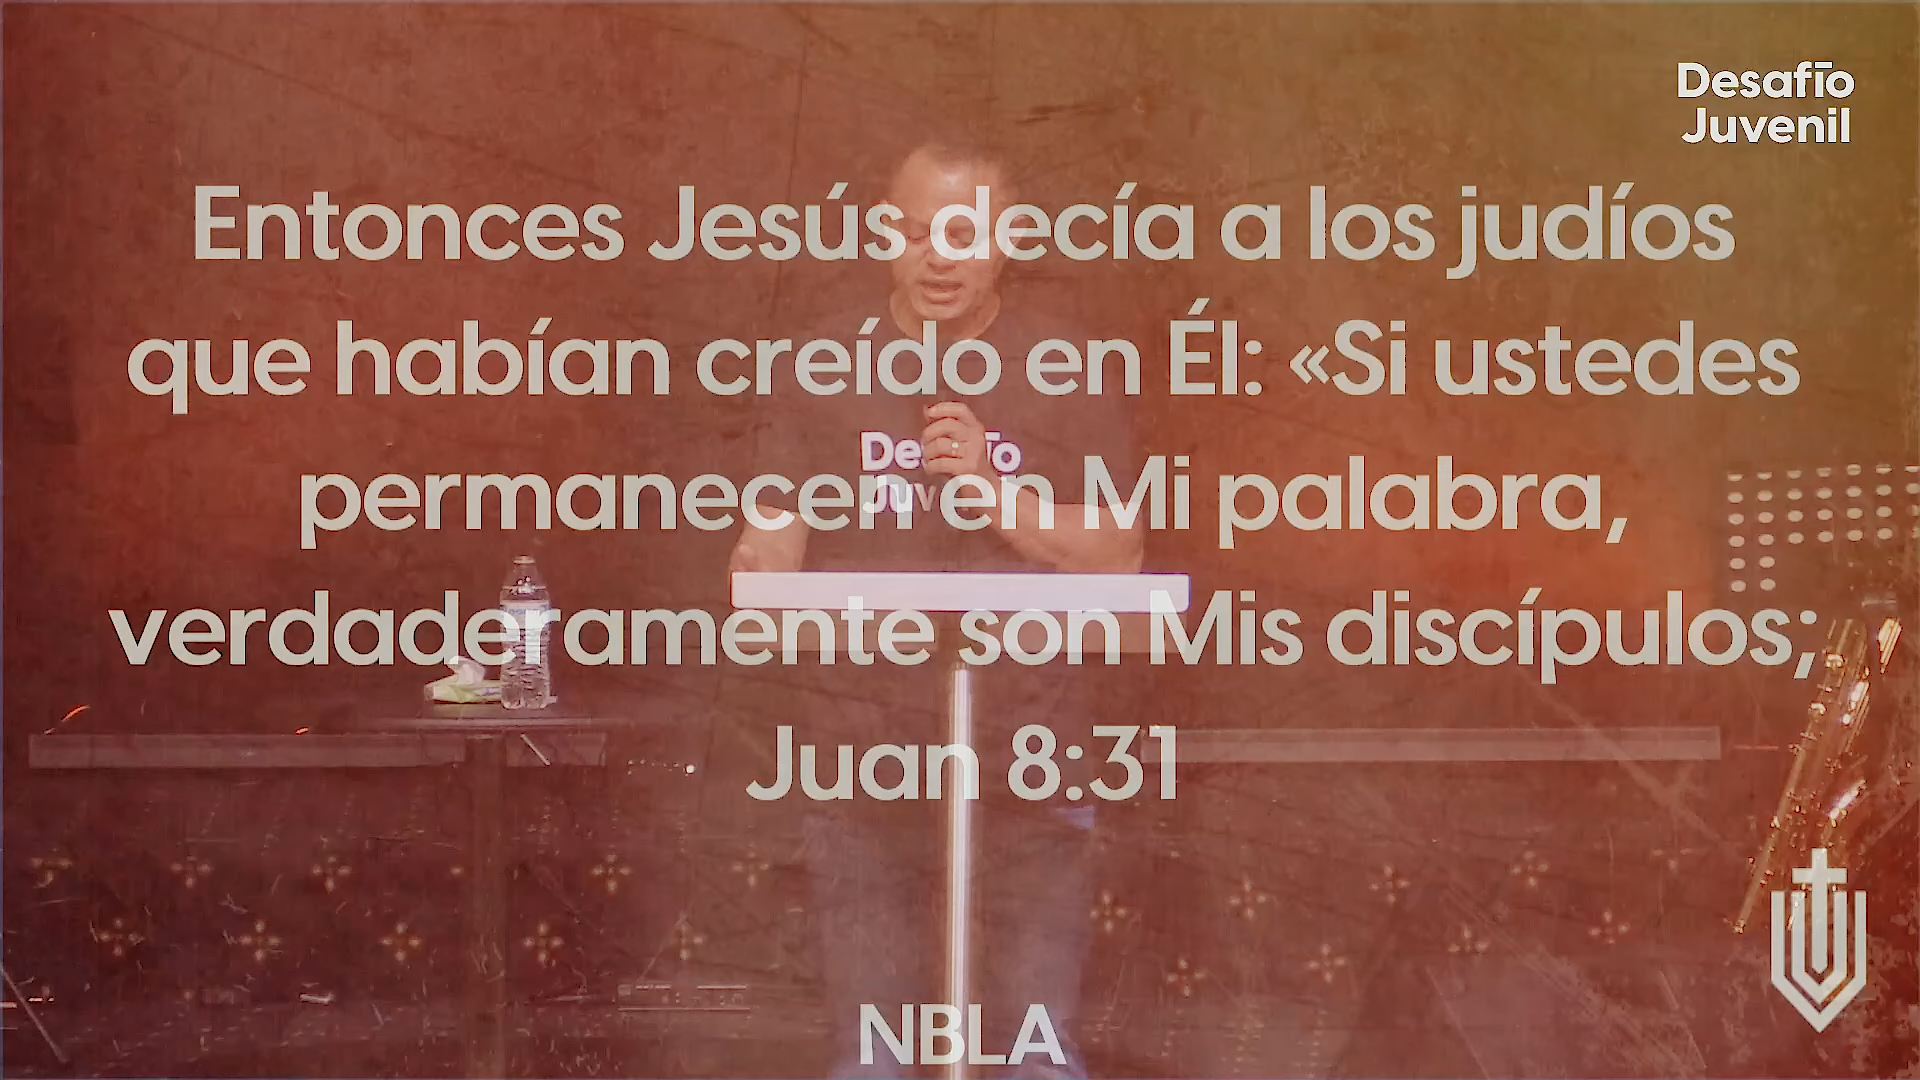 Desafío
Juvenil
Entonces Jesús decía a los judíos
que habían creído en Él: «Si ustedes
permanecen en Mi palabra,
verdaderamente son Mis discípulos;
Juan 8:31
NBLA